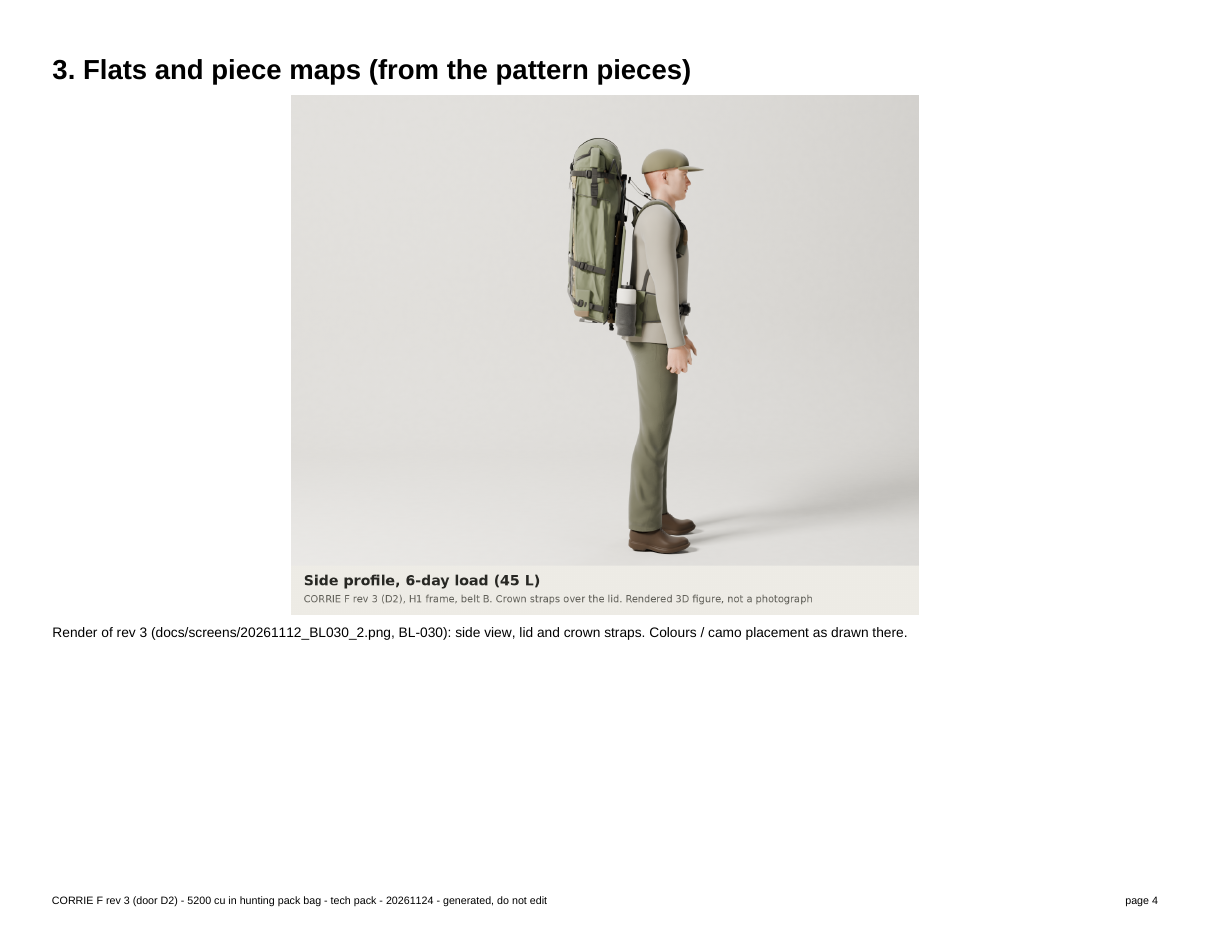 3. Flats and piece maps (from the pattern pieces)
Side profile, 6-day load (45 L)
CORRIE F rev 3 (D2), H1 frame, belt B. Crown straps over the lid. Rendered 3D figure, not a photograph
Render of rev 3 (docs/screens/20261112_BL030_2.png, BL-030): side view, lid and crown straps. Colours / camo placement as drawn there.
CORRIE F rev 3 (door D2) - 5200 cu in hunting pack bag - tech pack - 20261124 - generated, do not edit
page 4